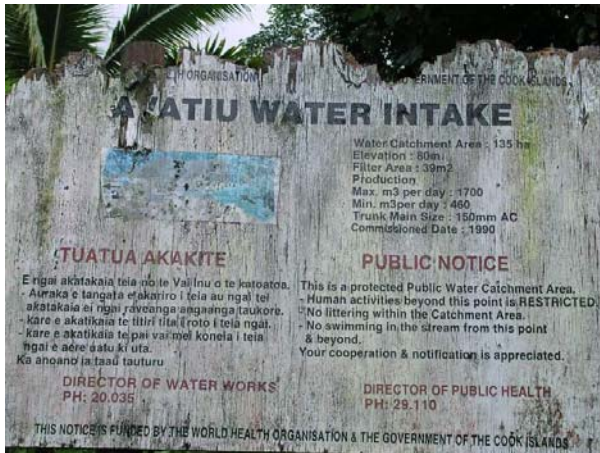 ORGANISATION
GOVERNMENT OF THE COOK ISLANDS
AVATIU WATER INTAKE
Water Catchment Area : 135 ha
Elevation : 80m
Filter Area : 39m2
Production
Max. m3 per day : 1700
Min. m3per day : 460
Trunk Main Size : 150mm AC
Commissioned Date : 1990
TUATUA AKAKITE
E ngai akatakaia teia no te Vai Inu o te katoatoa.
- Auraka e tangata e akariro i teia au ngai tei
akatakaia ei ngai raveanga angaanga taukore.
- kare e akatikaia te titiri tita i roto i teia ngai.
- kare e akatikaia te pai vai mei konei a i teia
ngai e aere uatu ki uta.
Ka anoano ia taau tauturu
DIRECTOR OF WATER WORKS
PH: 20.035
PUBLIC NOTICE
This is a protected Public Water Catchment Area.
- Human activities beyond this point is RESTRICTED.
- No littering within the Catchment Area.
- No swimming in the stream from this point
& beyond.
Your cooperation & notification is appreciated.
DIRECTOR OF PUBLIC HEALTH
PH: 29.110
THIS NOTICE IS FUNDED BY THE WORLD HEALTH ORGANISATION & THE GOVERNMENT OF THE COOK ISLANDS